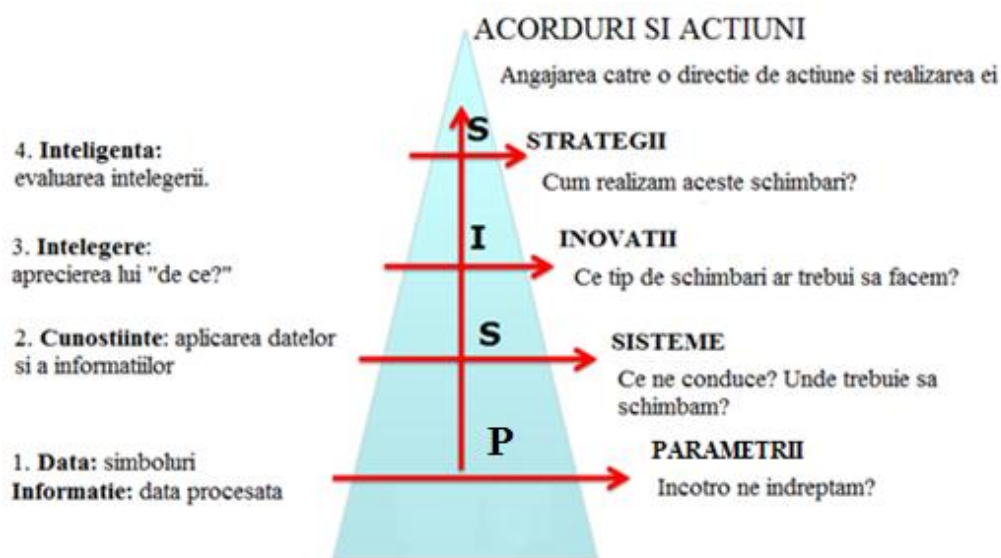 ACORDURI SI ACTIUNI
Angajarea catre o directie de actiune si realizarea ei
4. Inteligenta:
evaluarea intelegerii.
S
STRATEGII
Cum realizam aceste schimbari?
3. Intelegere:
aprecierea lui "de ce?"
I
INOVATII
Ce tip de schimbari ar trebui sa facem?
2. Cunostiinte: aplicarea datelor
si a informatiilor
S
SISTEME
Ce ne conduce? Unde trebuie sa
schimbam?
1. Data: simboluri
Informatie: data procesata
P
PARAMETRII
Incotro ne indreptam?